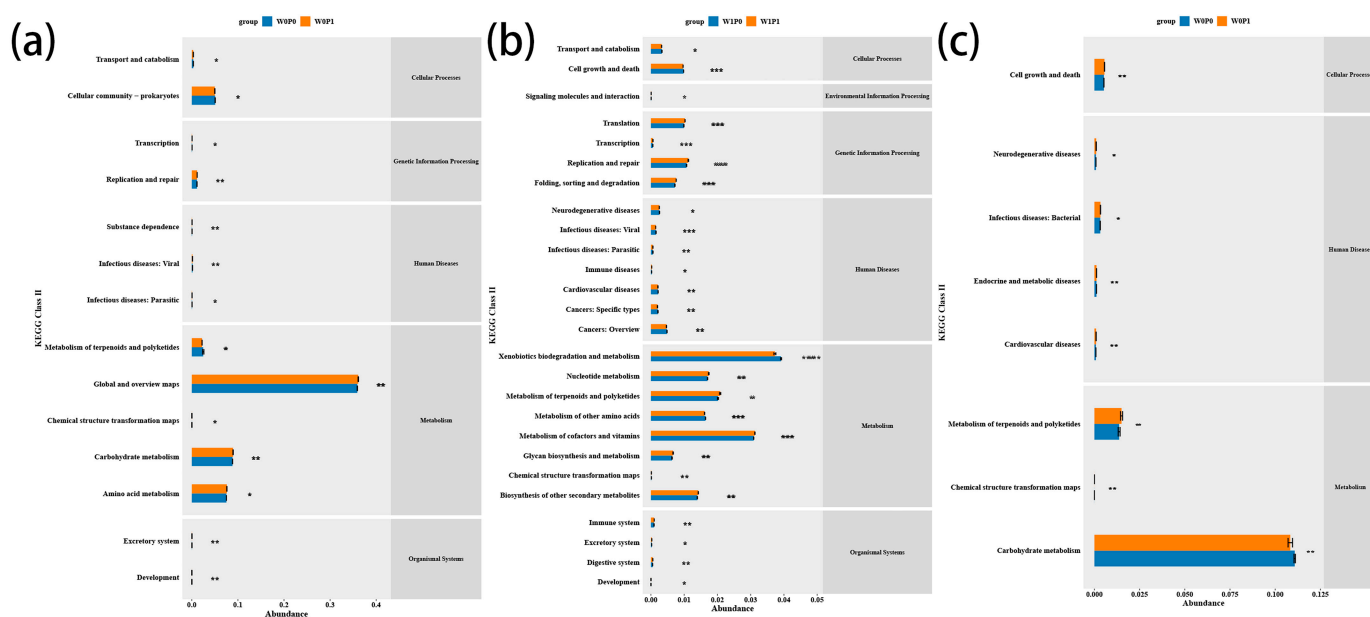 (a)
group W0P0 W0P1
KEGG Class II
Transport and catabolism *
Cellular community − prokaryotes *
Cellular Processes
Transcription *
Replication and repair **
Genetic Information Processing
Substance dependence **
Infectious diseases: Viral **
Infectious diseases: Parasitic *
Human Diseases
Metabolism of terpenoids and polyketides
Global and overview maps **
Chemical structure transformation maps *
Carbohydrate metabolism **
Amino acid metabolism *
Metabolism
Excretory system **
Development **
Organismal Systems
0.0 0.1 0.2 0.3 0.4
Abundance
(b)
group W1P0 W1P1
KEGG Class II
Transport and catabolism *
Cell growth and death ***
Cellular Processes
Signaling molecules and interaction *
Environmental Information Processing
Translation ***
Transcription ***
Replication and repair
Folding, sorting and degradation ***
Genetic Information Processing
Neurodegenerative diseases *
Infectious diseases: Viral ***
Infectious diseases: Parasitic **
Immune diseases *
Cardiovascular diseases **
Cancers: Specific types **
Cancers: Overview **
Human Diseases
Xenobiotics biodegradation and metabolism
Nucleotide metabolism **
Metabolism of terpenoids and polyketides
Metabolism of other amino acids ***
Metabolism of cofactors and vitamins ***
Glycan biosynthesis and metabolism **
Chemical structure transformation maps **
Biosynthesis of other secondary metabolites **
Metabolism
Immune system **
Excretory system *
Digestive system **
Development *
Organismal Systems
0.00 0.01 0.02 0.03 0.04 0.05
Abundance
(c)
group W0P0 W0P1
KEGG Class II
Cell growth and death **
Cellular Processes
Neurodegenerative diseases *
Infectious diseases: Bacterial *
Endocrine and metabolic diseases **
Cardiovascular diseases **
Human Diseases
Metabolism of terpenoids and polyketides
Chemical structure transformation maps **
Carbohydrate metabolism **
Metabolism
0.000 0.025 0.050 0.075 0.100 0.125
Abundance